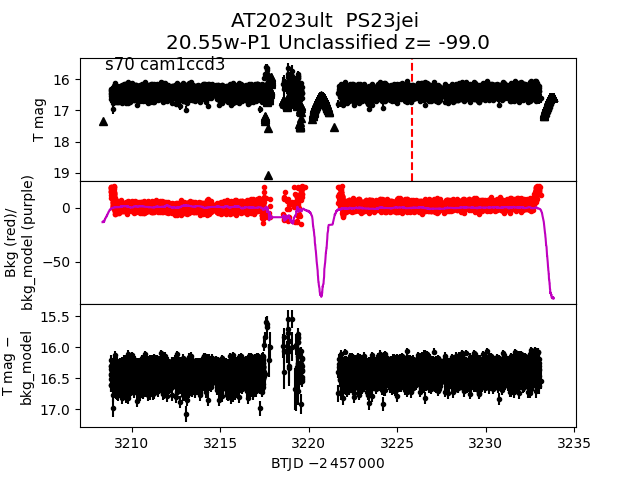 AT2023ult  PS23jei
20.55w-P1 Unclassified z= -99.0
s70 cam1ccd3
16
17
18
19
T mag
0
−50
Bkg (red)/
bkg_model (purple)
15.5
16.0
16.5
17.0
T mag −
bkg_model
3210 3215 3220 3225 3230 3235
BTJD −2 457 000